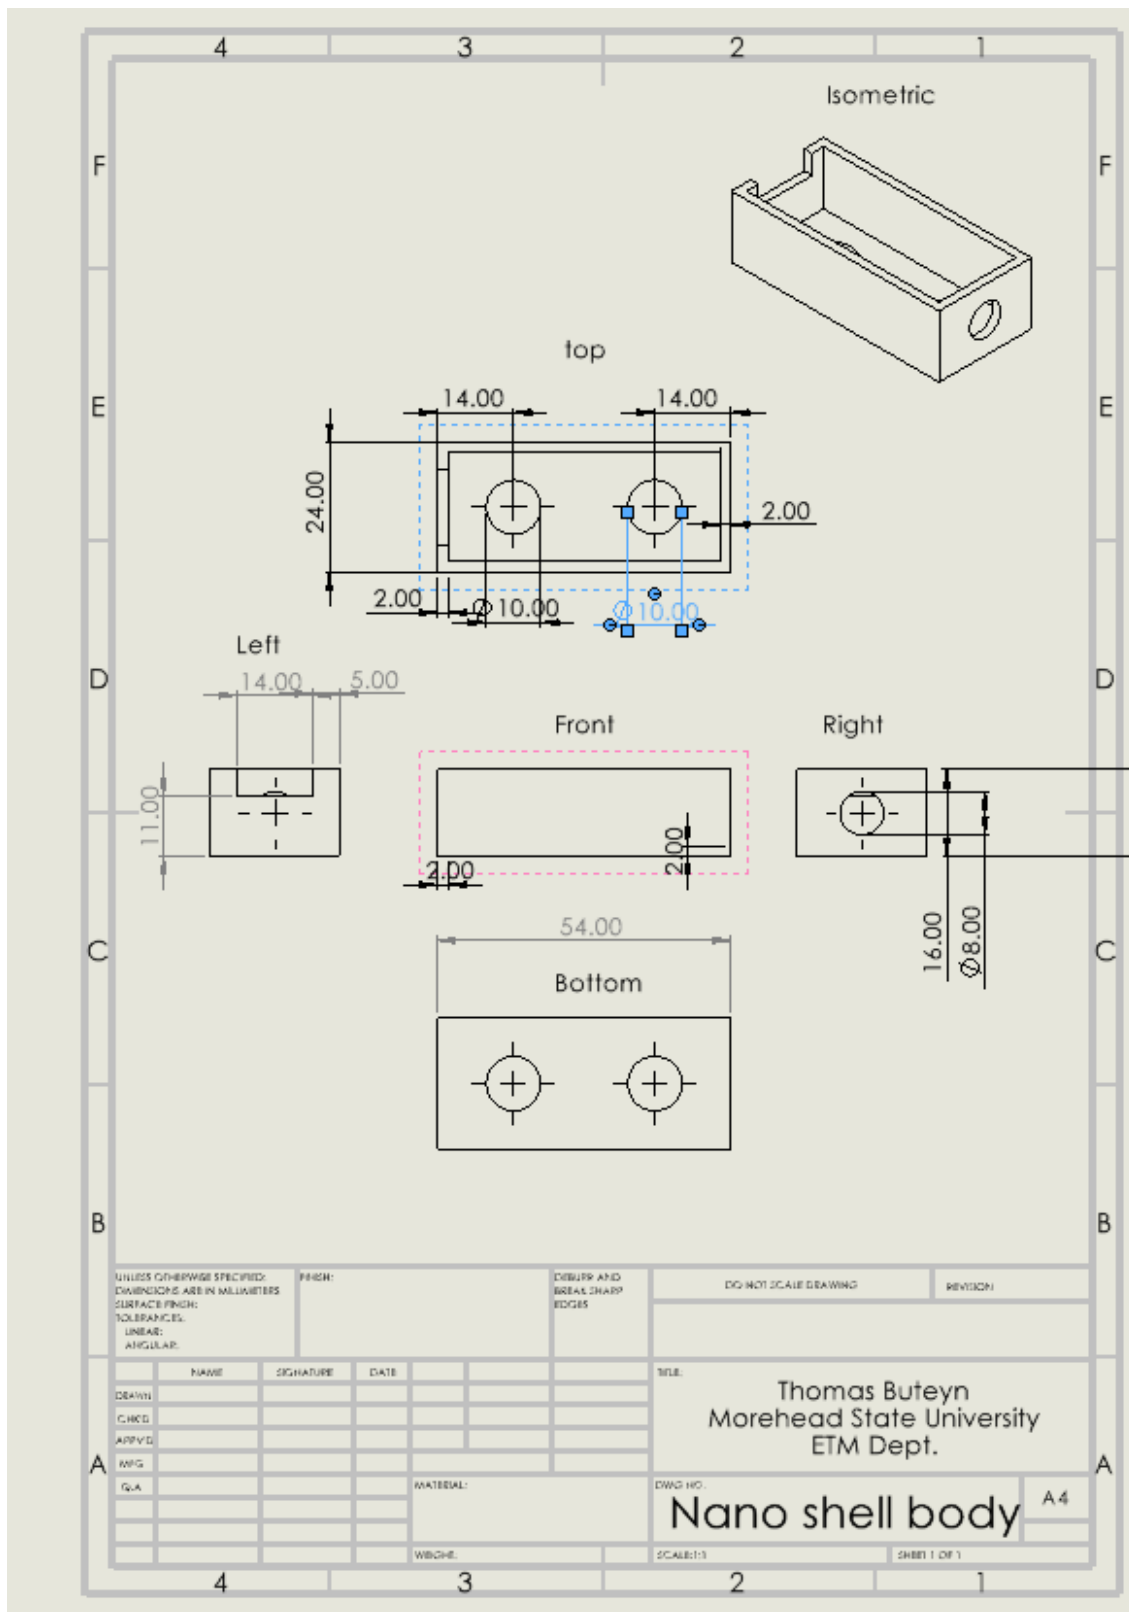 4 3 2 1
Isometric
F F
top
E E
14.00 14.00
24.00
2.00
2.00 ⌀10.00 ⌀10.00
Left
D D
14.00 5.00
Front Right
11.00
2.00
2.00
54.00
16.00
⌀8.00
C C
Bottom
B B
UNLESS OTHERWISE SPECIFIED:
DIMENSIONS ARE IN MILLIMETERS
SURFACE FINISH:
TOLERANCES:
LINEAR:
ANGULAR:
FINISH:
DEBURR AND
BREAK SHARP
EDGES
DO NOT SCALE DRAWING
REVISION
NAME SIGNATURE DATE
DRAWN
CHK'D
APPV'D
MFG
Q.A
MATERIAL:
WEIGHT:
TITLE:
Thomas Buteyn
Morehead State University
ETM Dept.
DWG NO.
Nano shell body
A4
SCALE:1:1
SHEET 1 OF 1
A A
4 3 2 1